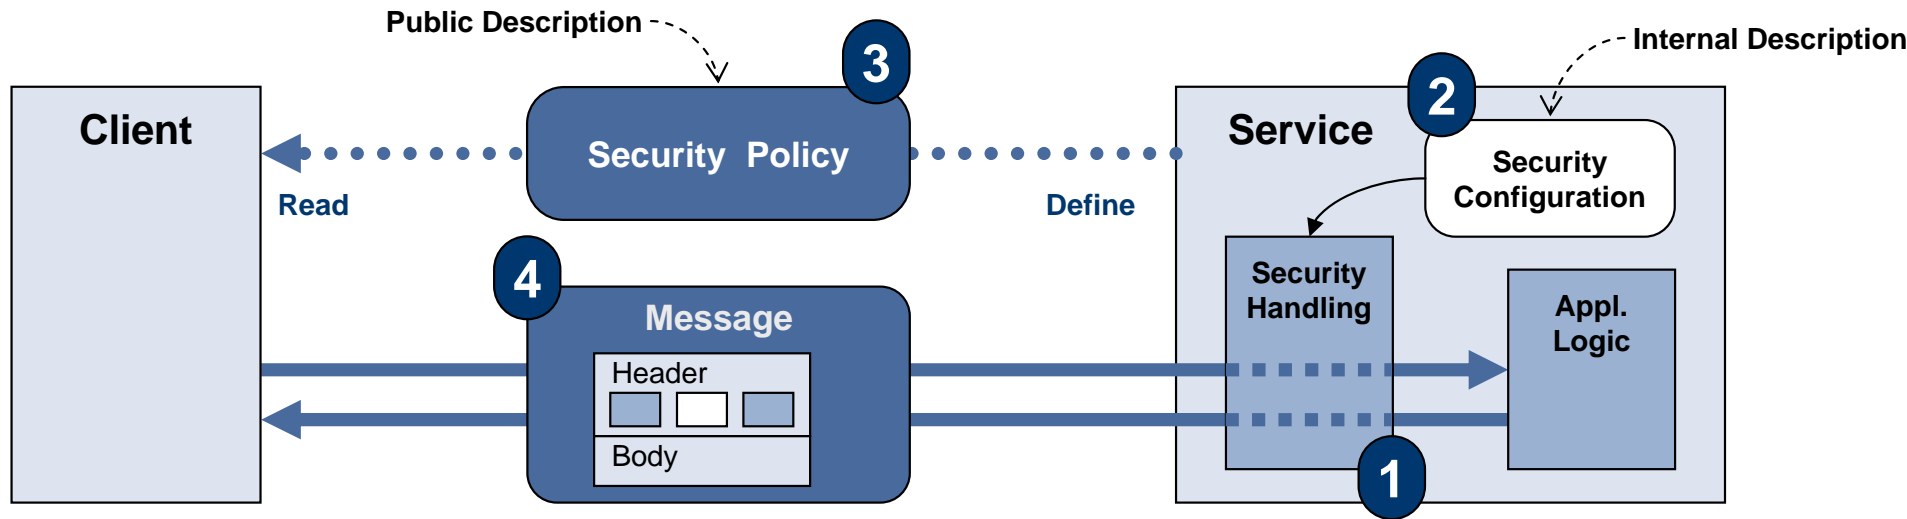 Public Description
3
Internal Description
2
Client
Service
Security Policy
Security
Configuration
Read
Define
4
Security
Handling
Message
Appl.
Logic
Header
Body
1